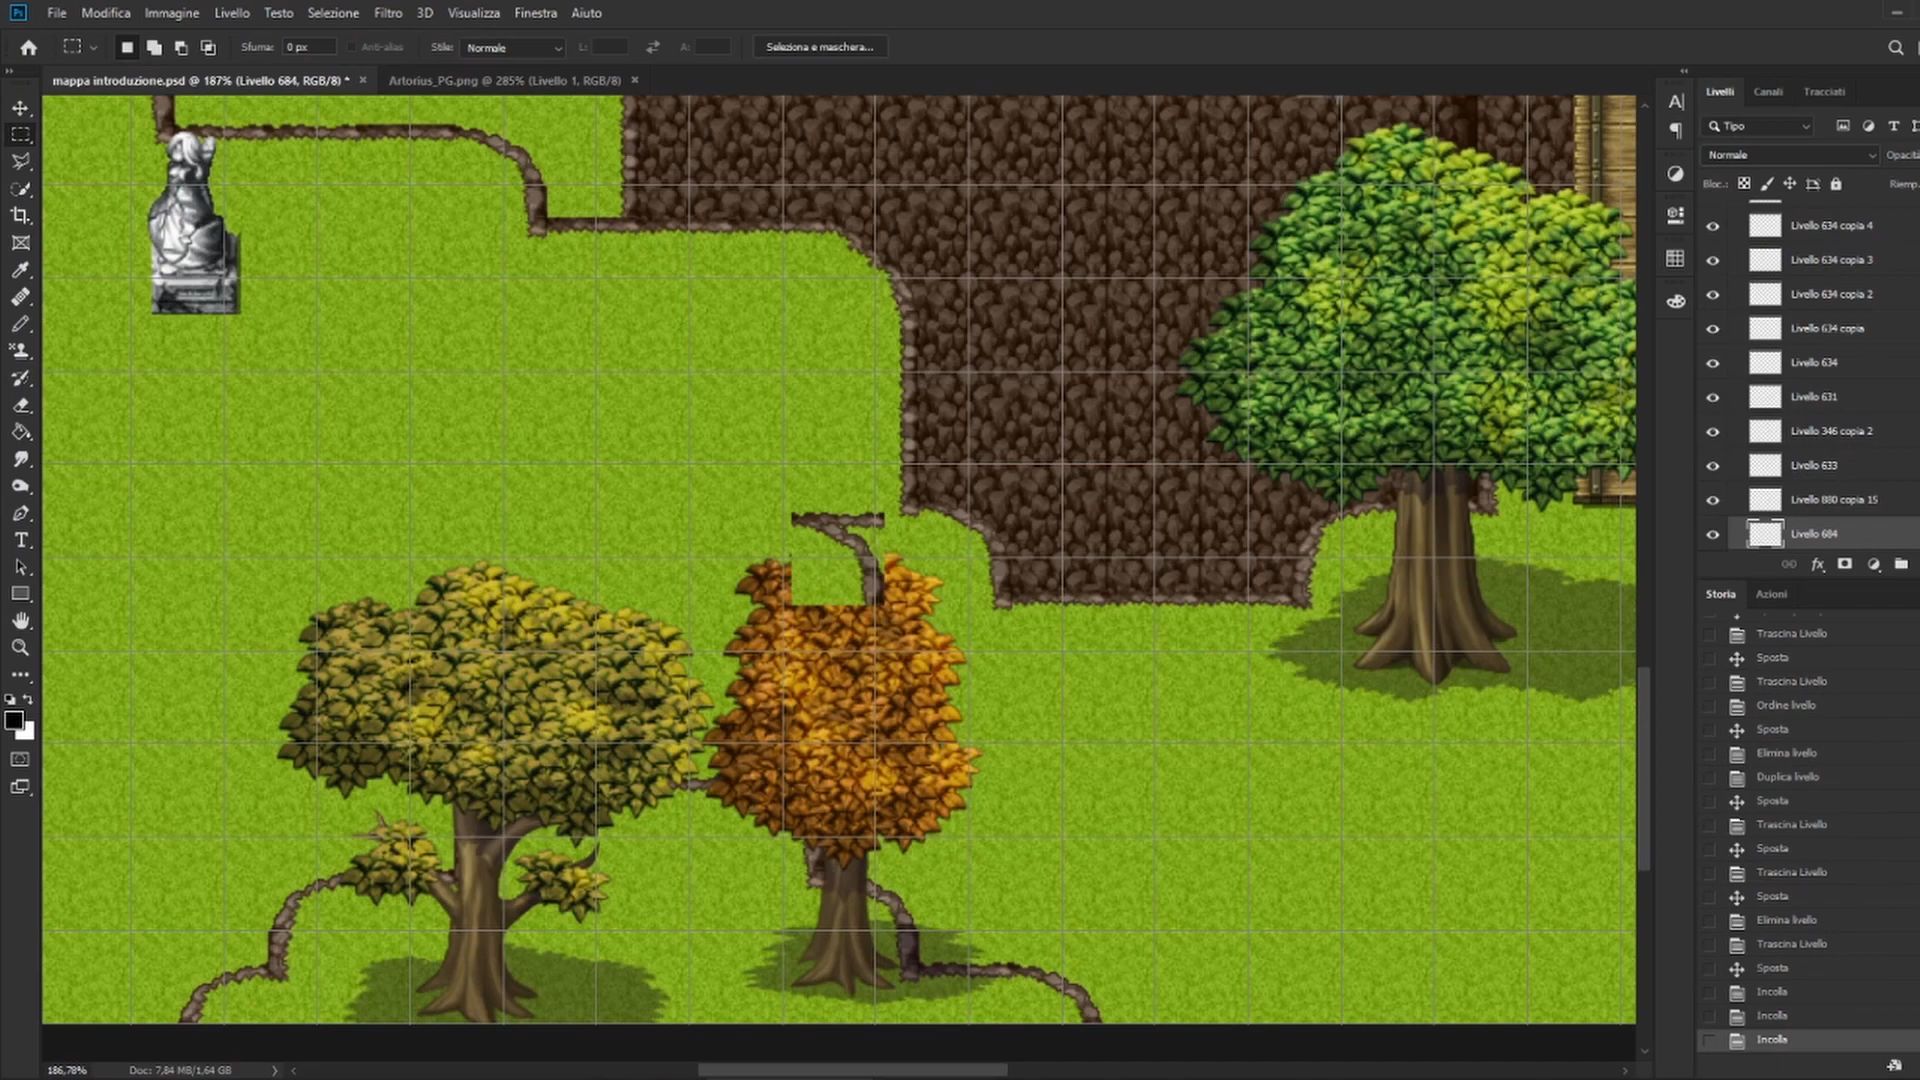 Ps File Modifica Immagine Livello Testo Selezione Filtro 3D Visualizza Finestra Aiuto
Sfuma: 0 px Anti-alias Stile: Normale L: A: Seleziona e maschera...
mappa introduzione.psd @ 187% (Livello 684, RGB/8) * × Artorius_PG.png @ 285% (Livello 1, RGB/8) ×
Livelli Canali Tracciati
Tipo
Normale Opacità
Bloc.: Riemp.
Livello 634 copia 4
Livello 634 copia 3
Livello 634 copia 2
Livello 634 copia
Livello 634
Livello 631
Livello 346 copia 2
Livello 633
Livello 880 copia 15
Livello 684
fx
Storia Azioni
Trascina Livello
Sposta
Trascina Livello
Ordine livello
Sposta
Elimina livello
Duplica livello
Sposta
Trascina Livello
Sposta
Trascina Livello
Sposta
Elimina livello
Trascina Livello
Sposta
Incolla
Incolla
Incolla
186,78% Doc: 7,84 MB/1,64 GB